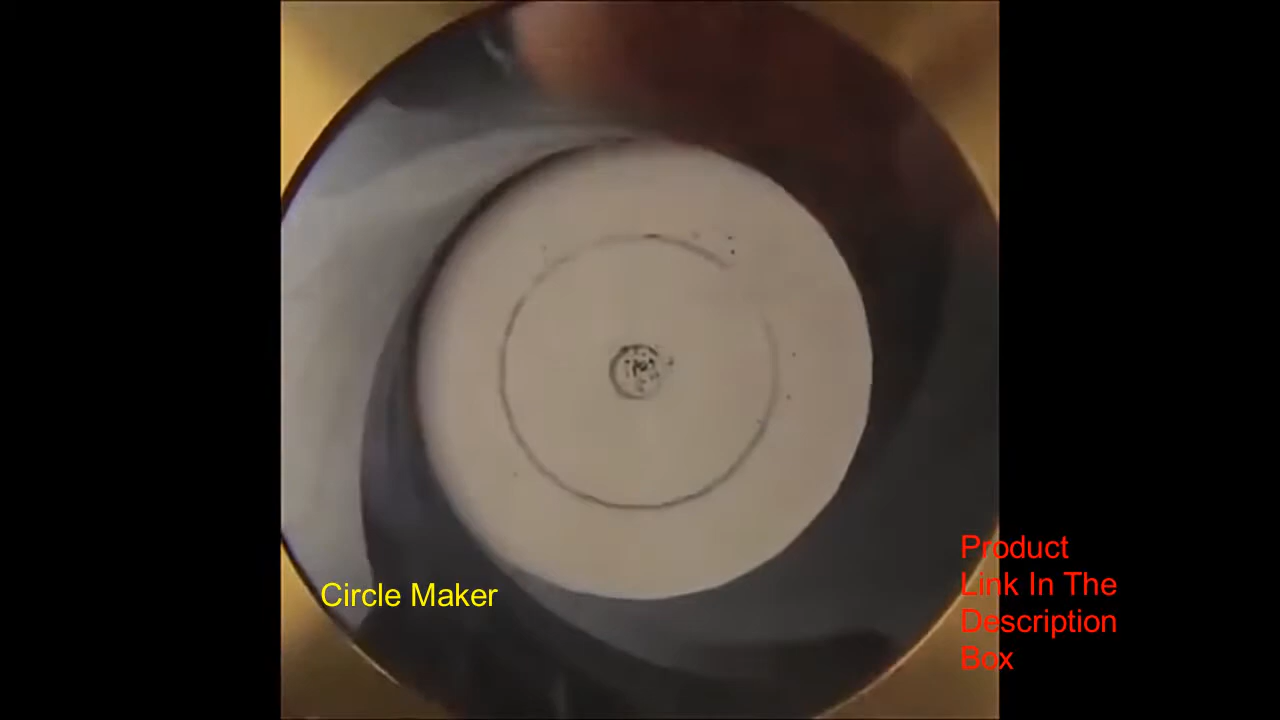 Circle Maker
Product
Link In The
Description
Box